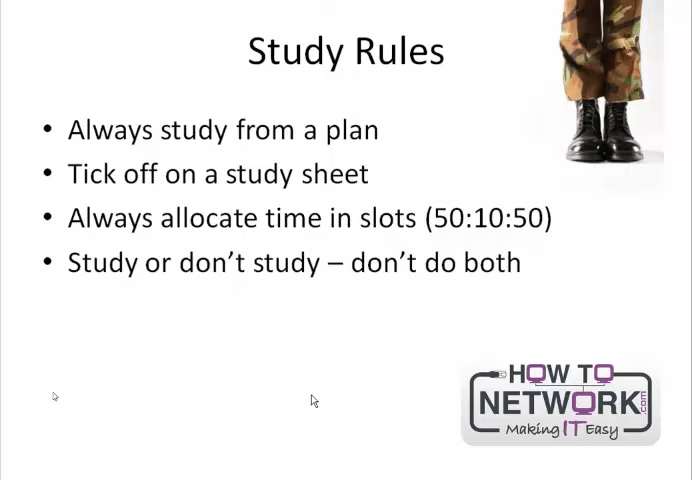 Study Rules
• Always study from a plan
• Tick off on a study sheet
• Always allocate time in slots (50:10:50)
• Study or don't study – don't do both
HOW TO
NETWORK.com
Making IT Easy